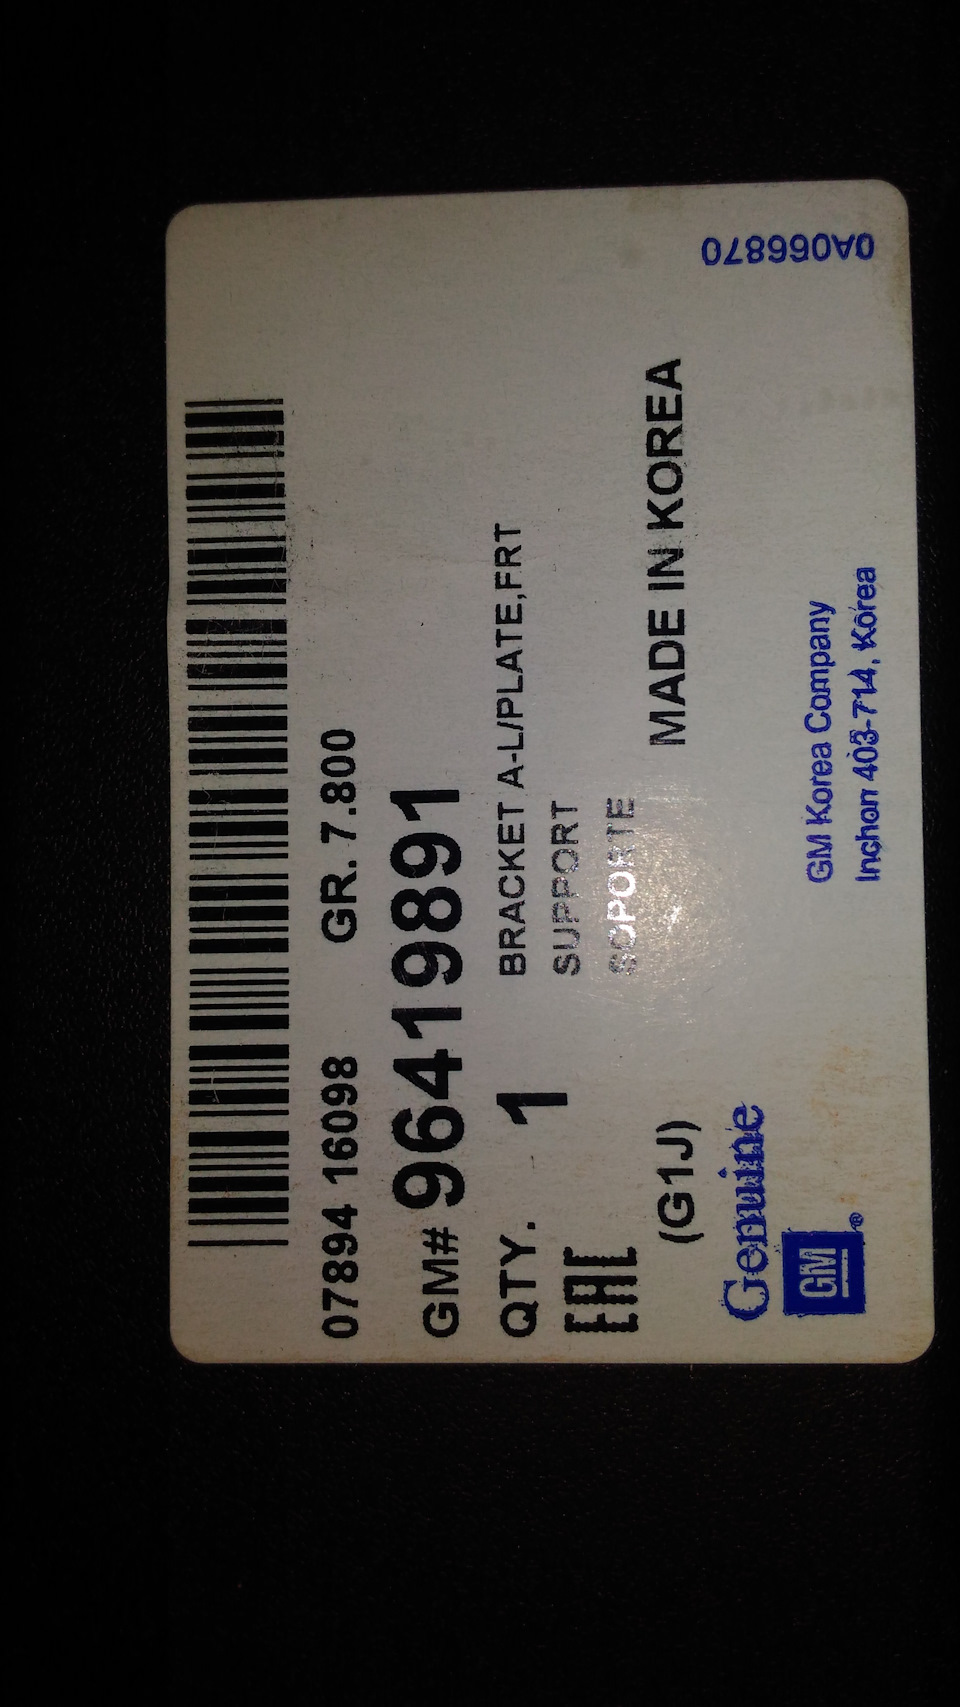 07894 16098 GR. 7.800
GM# 96419891
QTY. 1 BRACKET A-L/PLATE,FRT
SUPPORT
EAC SOPORTE
(G1J) MADE IN KOREA
Genuine
GM ®
GM Korea Company
Inchon 403-714, Korea
0A066870